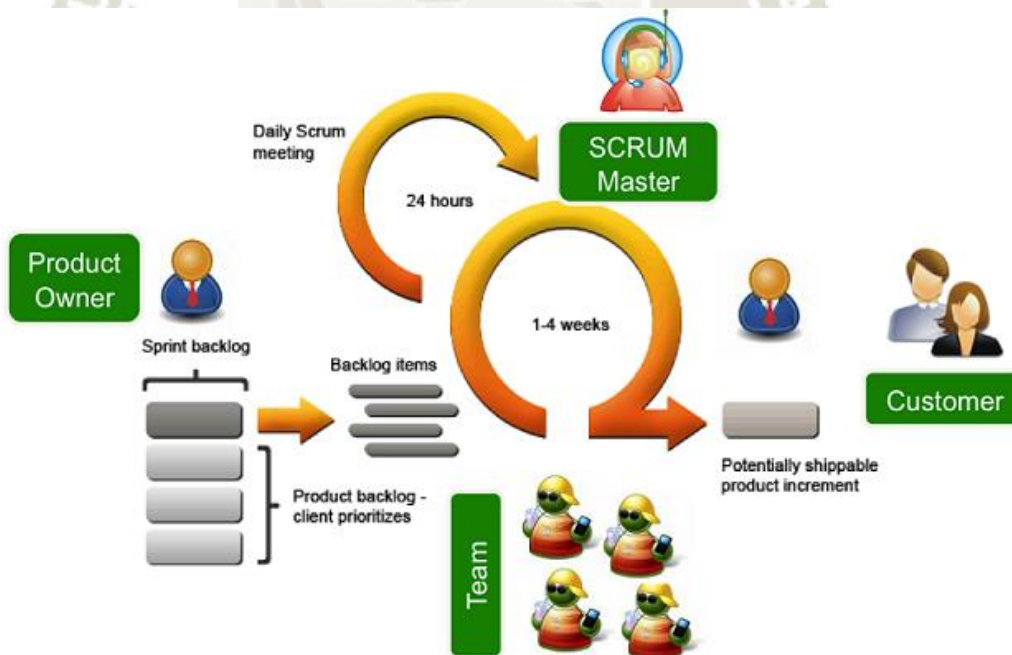 SCRUM
Master
Daily Scrum
meeting
24 hours
Product
Owner
1-4 weeks
Sprint backlog
Backlog items
Customer
Potentially shippable
product increment
Product backlog -
client prioritizes
Team